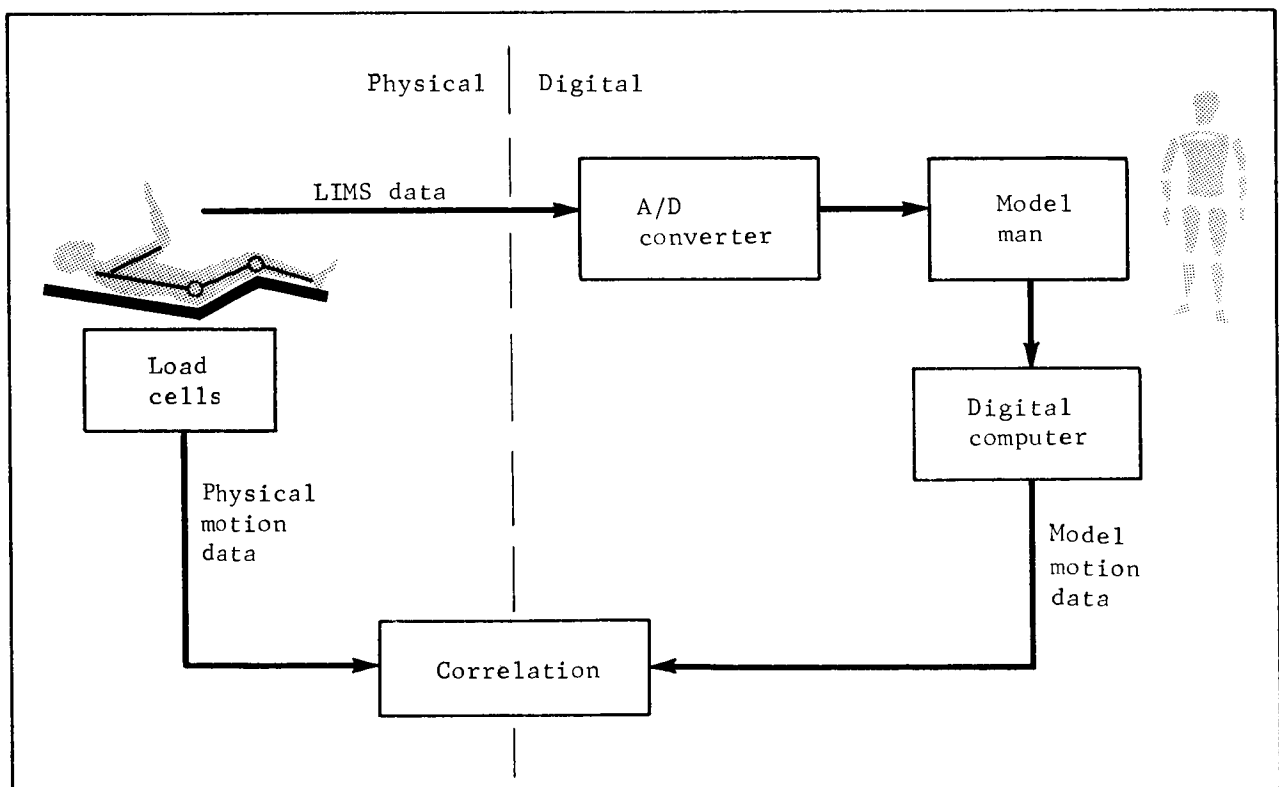 Physical
Digital
LIMS data
A/D
converter
Model
man
Load
cells
Digital
computer
Physical
motion
data
Model
motion
data
Correlation